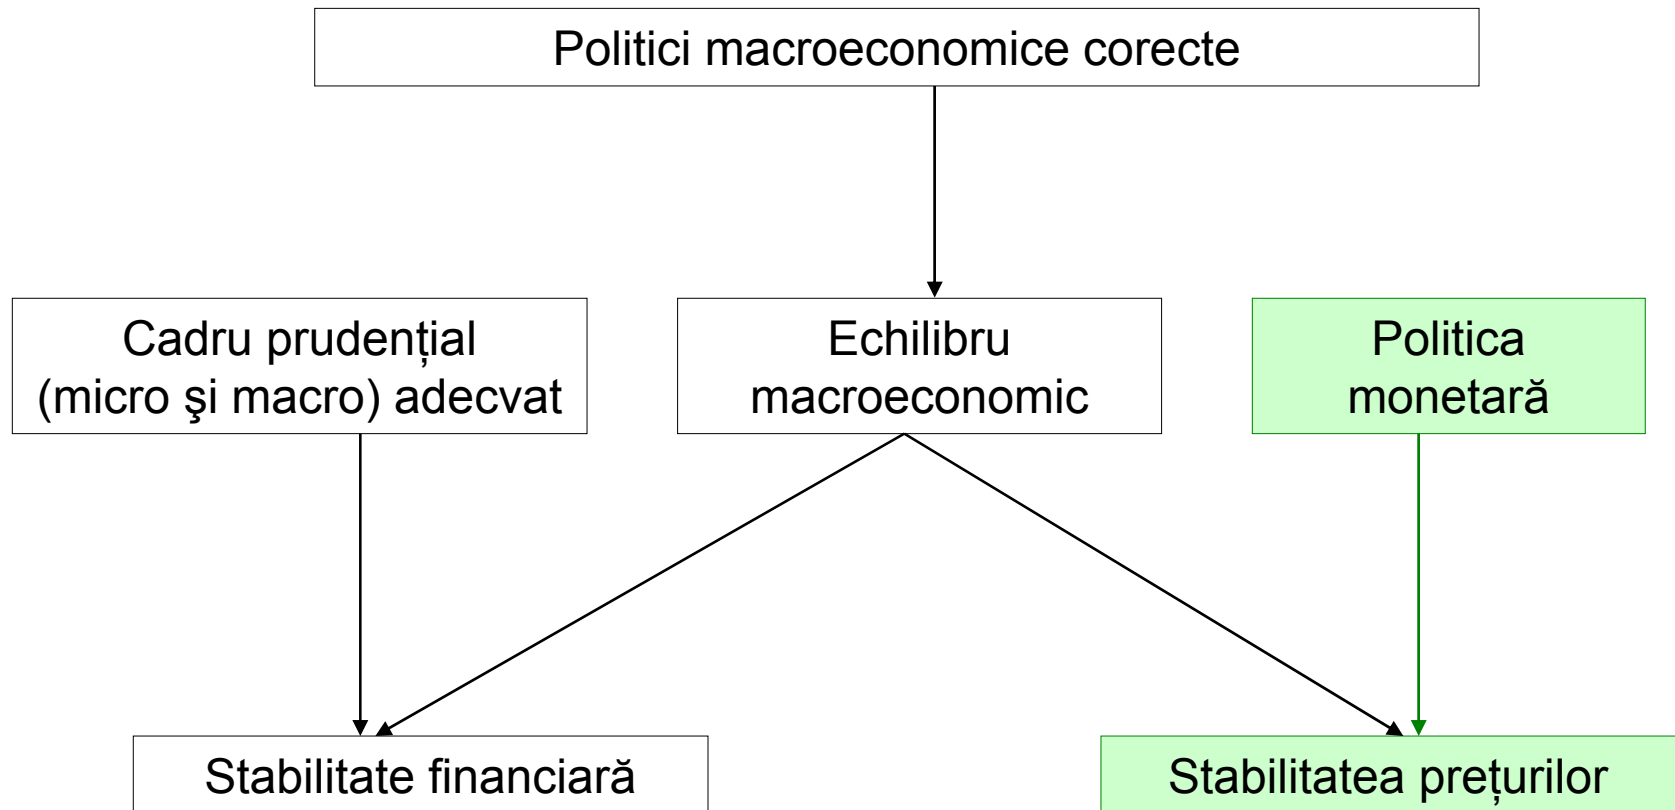 Politici macroeconomice corecte
Cadru prudențial
(micro şi macro) adecvat
Echilibru
macroeconomic
Politica
monetară
Stabilitate financiară
Stabilitatea prețurilor